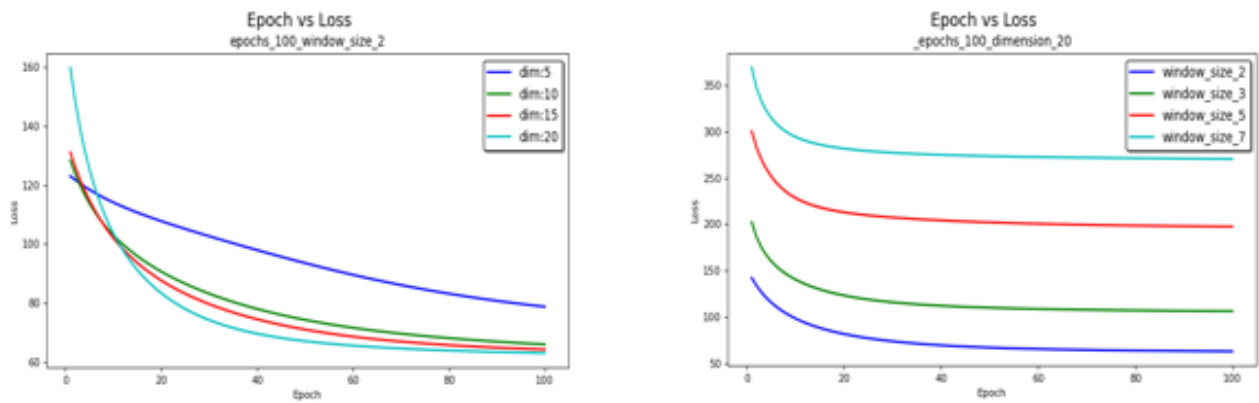 Epoch vs Loss
epochs_100_window_size_2
160
140
120
100
80
60
Loss
0 20 40 60 80 100
Epoch
dim:5
dim:10
dim:15
dim:20
Epoch vs Loss
_epochs_100_dimension_20
350
300
250
200
150
100
50
Loss
0 20 40 60 80 100
Epoch
window_size_2
window_size_3
window_size_5
window_size_7